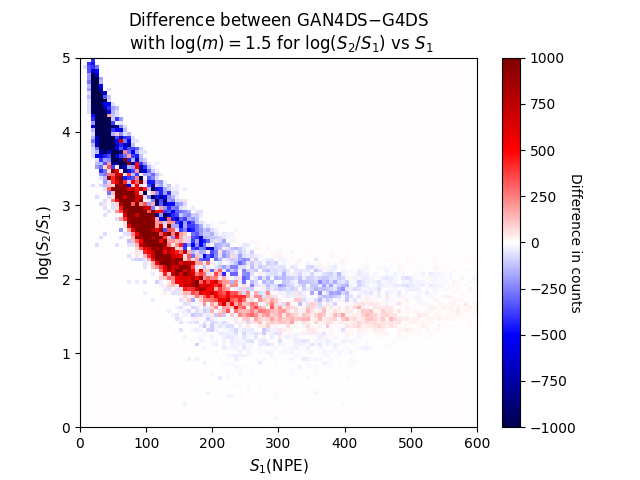 Difference between GAN4DS−G4DS
with log(m) = 1.5 for log(S₂/S₁) vs S₁
5
4
3
2
1
0
log(S₂/S₁)
0 100 200 300 400 500 600
S₁(NPE)
1000
750
500
250
0
−250
−500
−750
−1000
Difference in counts